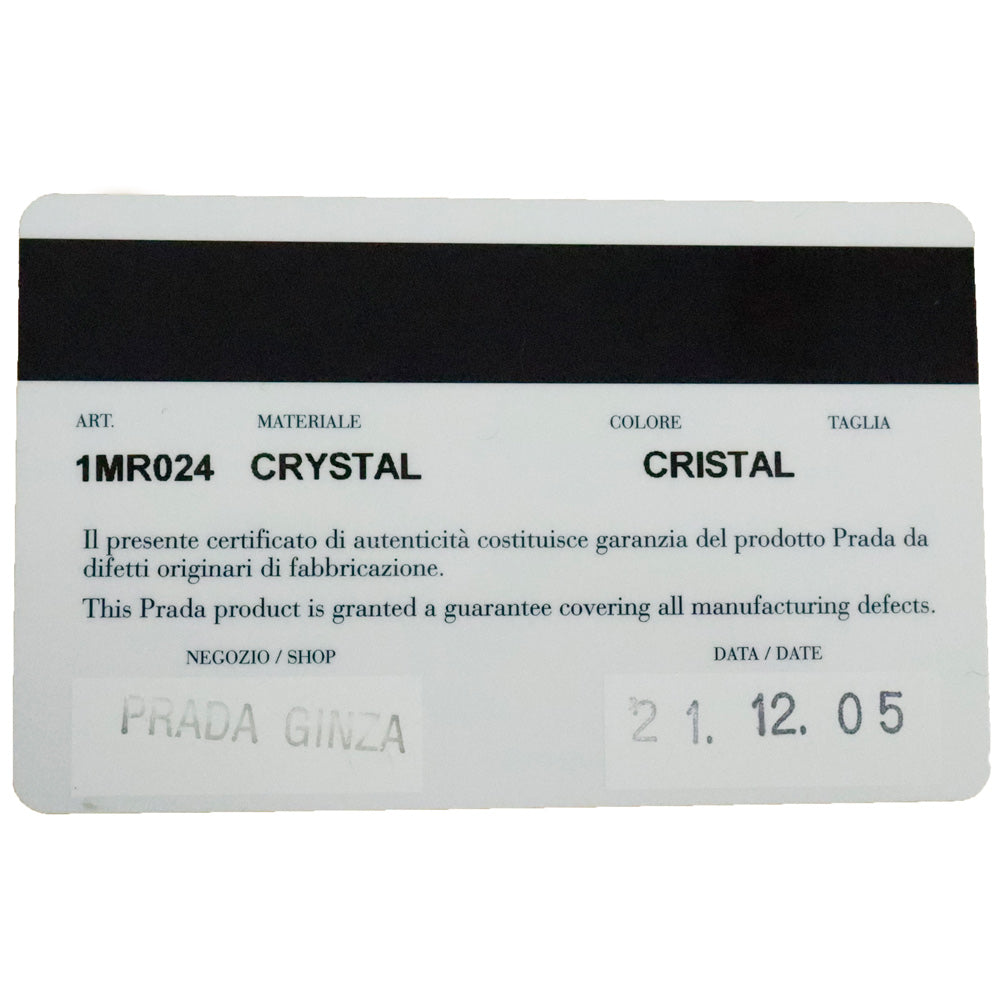 ART. MATERIALE COLORE TAGLIA
1MR024 CRYSTAL CRISTAL
Il presente certificato di autenticità costituisce garanzia del prodotto Prada da
difetti originari di fabbricazione.
This Prada product is granted a guarantee covering all manufacturing defects.
NEGOZIO / SHOP DATA / DATE
PRADA GINZA 21. 12. 05